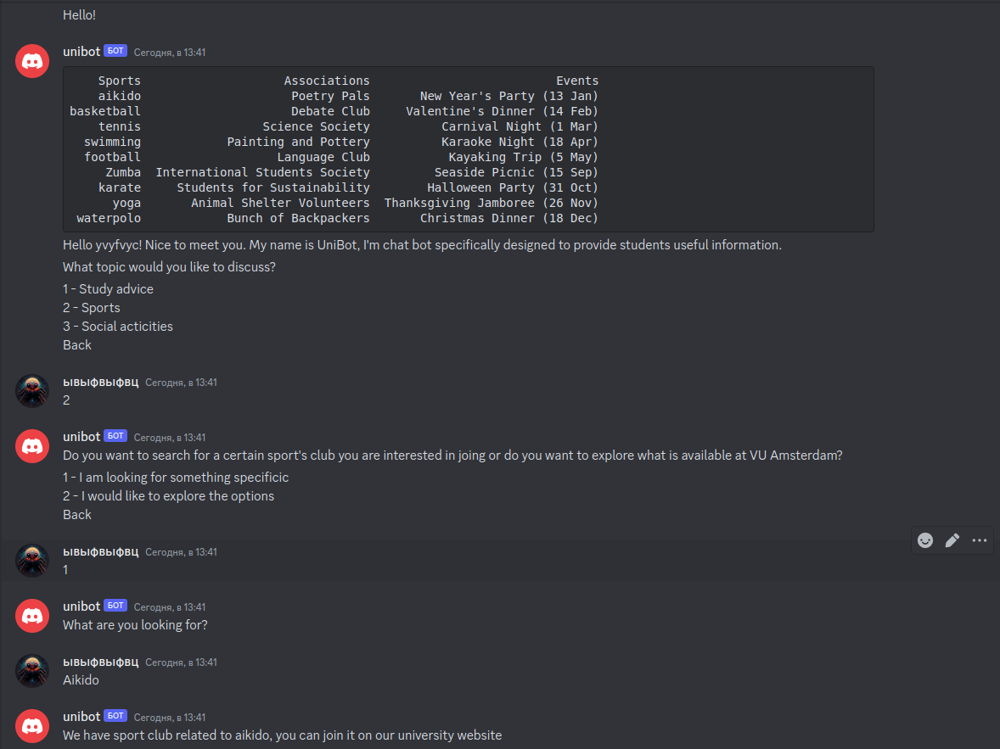 Hello!
unibot БОТ Сегодня, в 13:41
Sports Associations Events
aikido Poetry Pals New Year's Party (13 Jan)
basketball Debate Club Valentine's Dinner (14 Feb)
tennis Science Society Carnival Night (1 Mar)
swimming Painting and Pottery Karaoke Night (18 Apr)
football Language Club Kayaking Trip (5 May)
Zumba International Students Society Seaside Picnic (15 Sep)
karate Students for Sustainability Halloween Party (31 Oct)
yoga Animal Shelter Volunteers Thanksgiving Jamboree (26 Nov)
waterpolo Bunch of Backpackers Christmas Dinner (18 Dec)
Hello yvyfvyc! Nice to meet you. My name is UniBot, I'm chat bot specifically designed to provide students useful information.
What topic would you like to discuss?
1 - Study advice
2 - Sports
3 - Social acticities
Back
ывыфвыфвц Сегодня, в 13:41
2
unibot БОТ Сегодня, в 13:41
Do you want to search for a certain sport's club you are interested in joing or do you want to explore what is available at VU Amsterdam?
1 - I am looking for something specificic
2 - I would like to explore the options
Back
ывыфвыфвц Сегодня, в 13:41
1
unibot БОТ Сегодня, в 13:41
What are you looking for?
ывыфвыфвц Сегодня, в 13:41
Aikido
unibot БОТ Сегодня, в 13:41
We have sport club related to aikido, you can join it on our university website